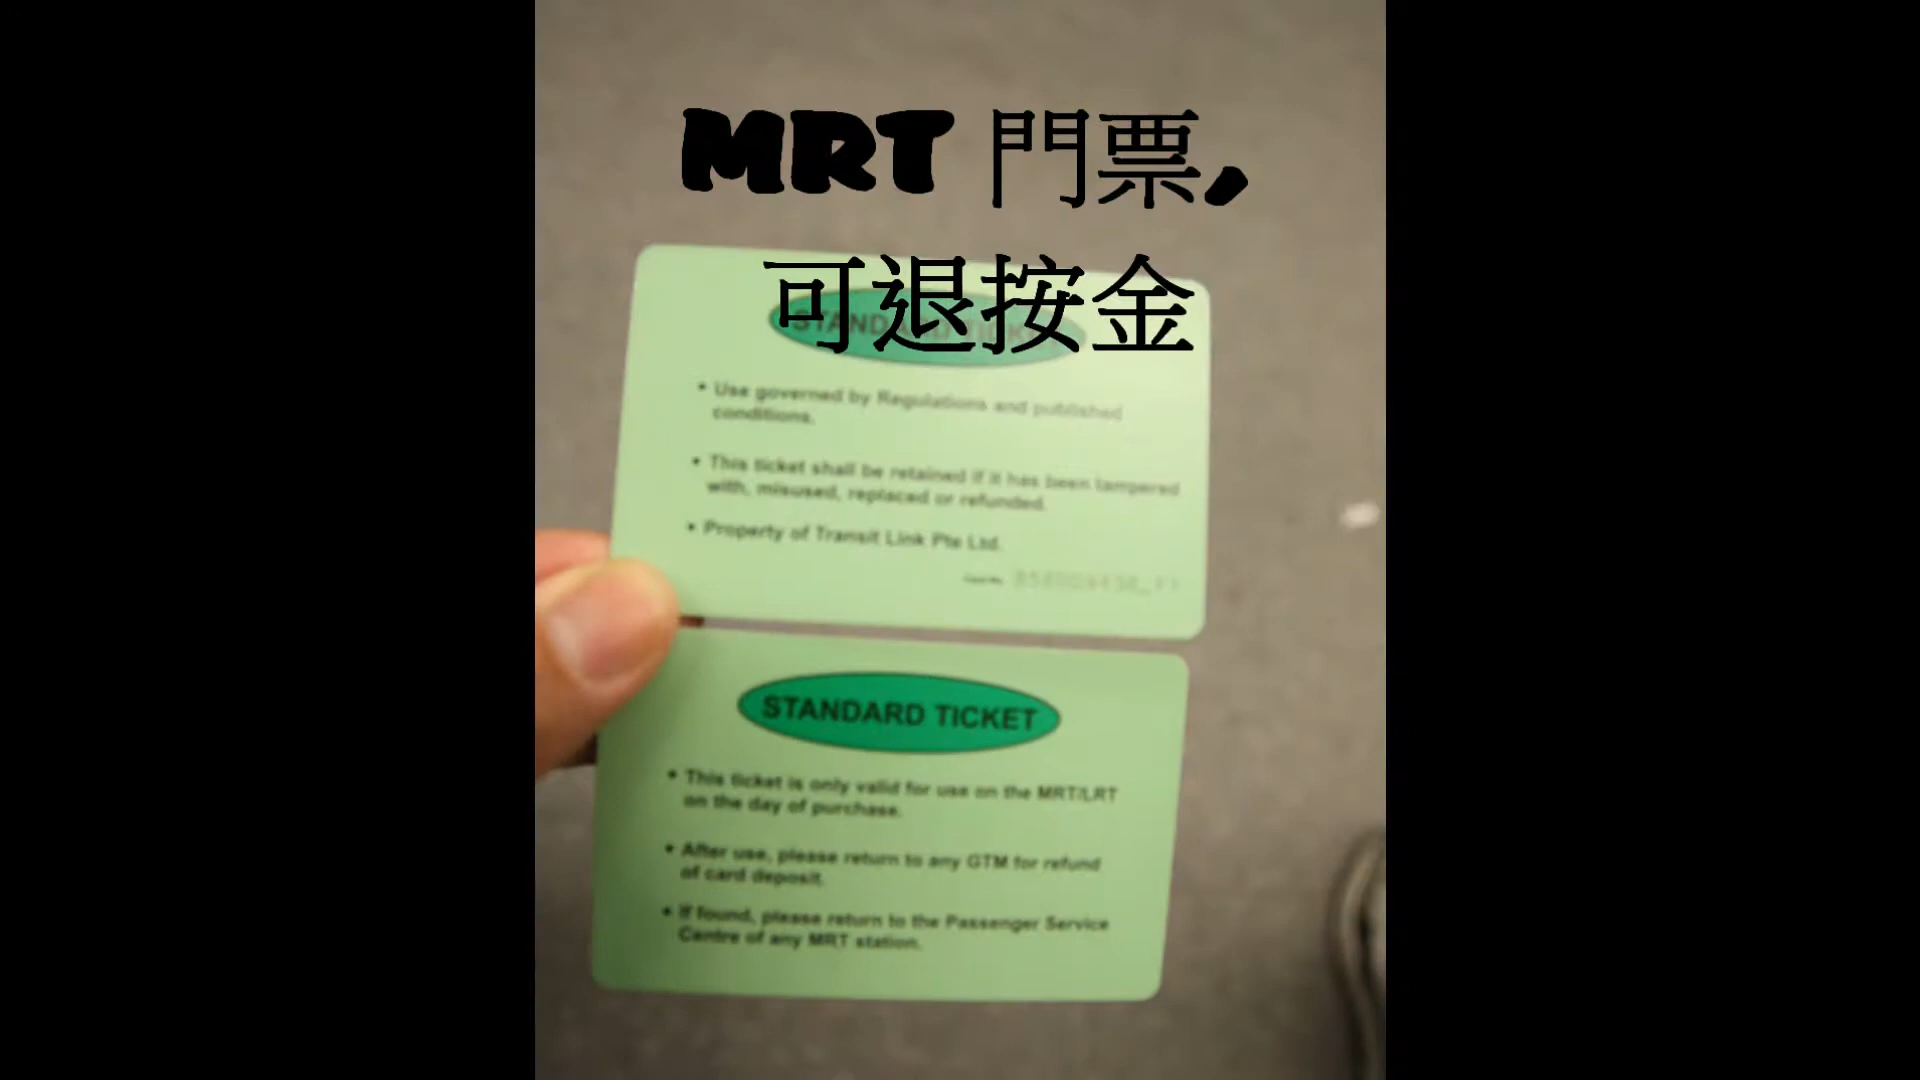 MRT 門票,
可退按金
STANDARD TICKET
• Use governed by Regulations and published
conditions.
• This ticket shall be retained if it has been tampered
with, misused, replaced or refunded.
• Property of Transit Link Pte Ltd.
STANDARD TICKET
• This ticket is only valid for use on the MRT/LRT
on the day of purchase.
• After use, please return to any GTM for refund
of card deposit.
• If found, please return to the Passenger Service
Centre of any MRT station.